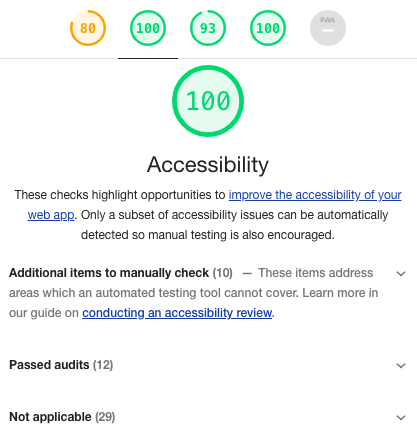 80 100 93 100 PWA
100
Accessibility
These checks highlight opportunities to improve the accessibility of your
web app. Only a subset of accessibility issues can be automatically
detected so manual testing is also encouraged.
Additional items to manually check (10) — These items address
areas which an automated testing tool cannot cover. Learn more in
our guide on conducting an accessibility review.
Passed audits (12)
Not applicable (29)